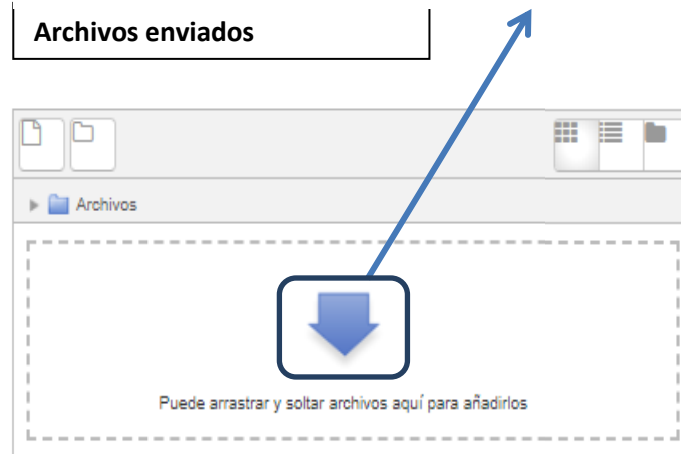 Archivos enviados
Archivos
Puede arrastrar y soltar archivos aquí para añadirlos